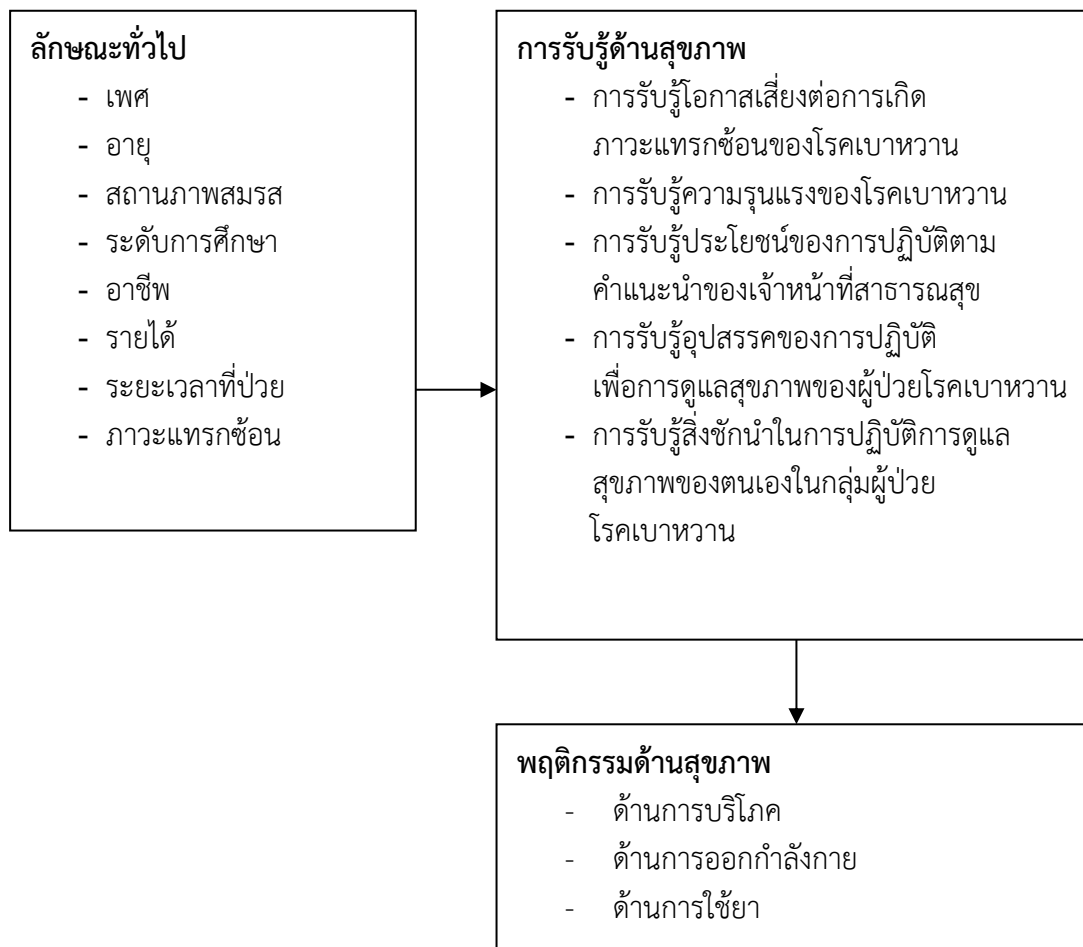 ลักษณะทั่วไป
- เพศ
- อายุ
- สถานภาพสมรส
- ระดับการศึกษา
- อาชีพ
- รายได้
- ระยะเวลาที่ป่วย
- ภาวะแทรกซ้อน
การรับรู้ด้านสุขภาพ
- การรับรู้โอกาสเสี่ยงต่อการเกิด
ภาวะแทรกซ้อนของโรคเบาหวาน
- การรับรู้ความรุนแรงของโรคเบาหวาน
- การรับรู้ประโยชน์ของการปฏิบัติตาม
คำแนะนำของเจ้าหน้าที่สาธารณสุข
- การรับรู้อุปสรรคของการปฏิบัติ
เพื่อการดูแลสุขภาพของผู้ป่วยโรคเบาหวาน
- การรับรู้สิ่งชักนำในการปฏิบัติการดูแล
สุขภาพของตนเองในกลุ่มผู้ป่วย
โรคเบาหวาน
พฤติกรรมด้านสุขภาพ
- ด้านการบริโภค
- ด้านการออกกำลังกาย
- ด้านการใช้ยา